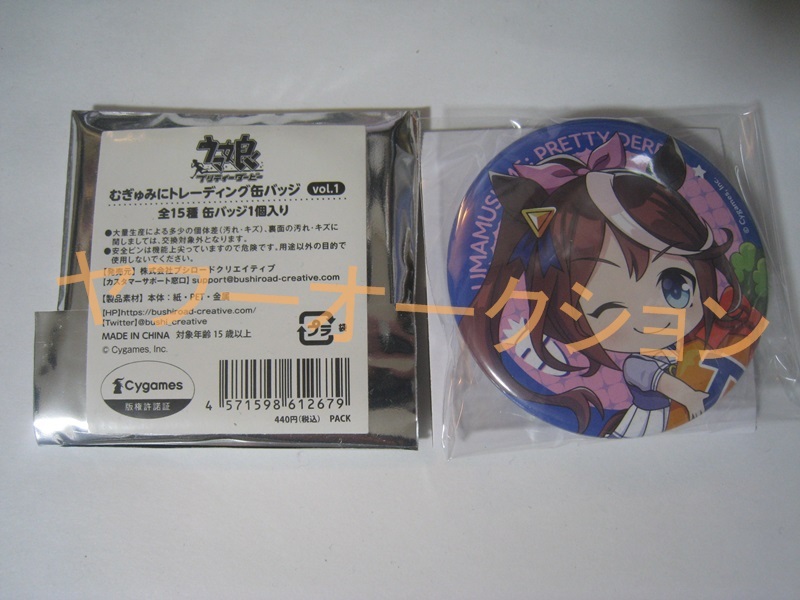 ウマ娘
プリティーダービー
むぎゅみにトレーディング缶バッジ vol.1
全15種 缶バッジ1個入り
●大量生産による多少の個体差(汚れ・キズ)、裏面の汚れ・キズに
関しましては、交換対象外となります。
●安全ピンは機能上尖っていますので危険です。用途以外の目的で
使用しないでください。
【発売元】株式会社ブシロードクリエイティブ
【カスタマーサポート窓口】support@bushiroad-creative.com
【製品素材】本体:紙・PET・金属
[HP]https://bushiroad-creative.com/
[Twitter]@bushi_creative
MADE IN CHINA 対象年齢15歳以上
© Cygames, Inc.
プラ 袋
Cygames
版権許諾証
4 571598 612679
440円(税込) PACK
UMAMUSUME: PRETTY DERB
© Cygames, Inc.
T
ヤフーオークション